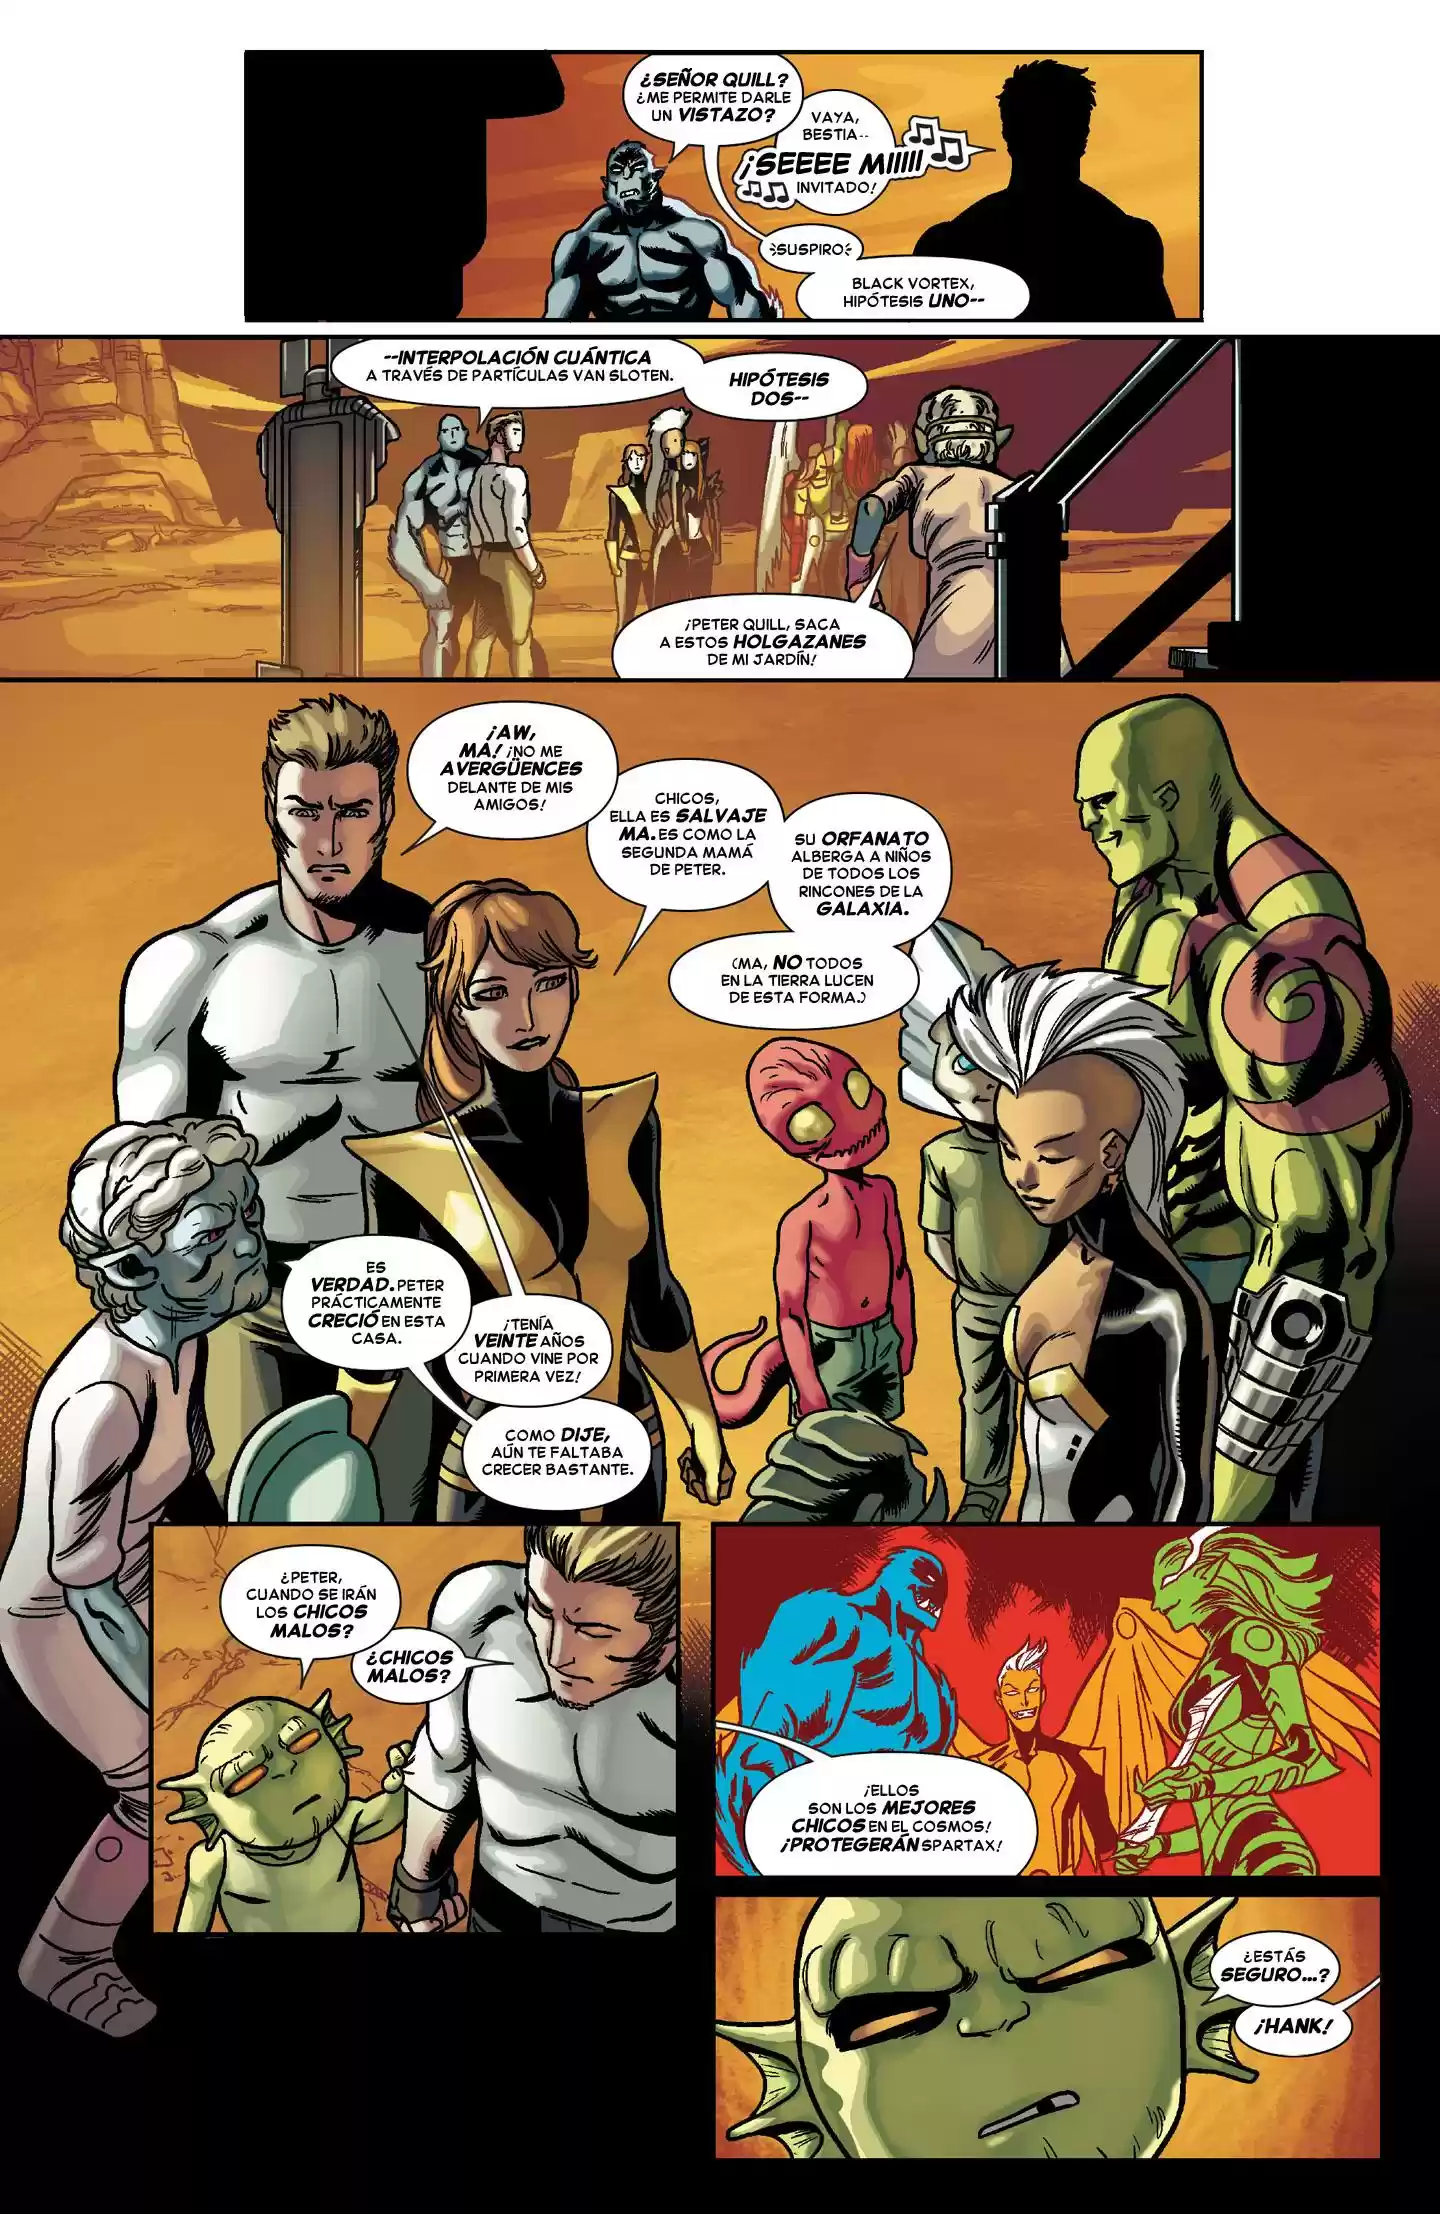 ¿SEÑOR QUILL?
¿ME PERMITE DARLE
UN VISTAZO?
VAYA,
BESTIA--
¡SEEEE MIIIII
INVITADO!
SUSPIRO
BLACK VORTEX,
HIPÓTESIS UNO--
--INTERPOLACIÓN CUÁNTICA
A TRAVÉS DE PARTÍCULAS VAN SLOTEN.
HIPÓTESIS
DOS--
¡PETER QUILL, SACA
A ESTOS HOLGAZANES
DE MI JARDÍN!
¡AW,
MA! ¡NO ME
AVERGÜENCES
DELANTE DE MIS
AMIGOS!
CHICOS,
ELLA ES SALVAJE
MA. ES COMO LA
SEGUNDA MAMÁ
DE PETER.
SU ORFANATO
ALBERGA A NIÑOS
DE TODOS LOS
RINCONES DE LA
GALAXIA.
(MA, NO TODOS
EN LA TIERRA LUCEN
DE ESTA FORMA.)
ES
VERDAD. PETER
PRÁCTICAMENTE
CRECIÓ EN ESTA
CASA.
¡TENÍA
VEINTE AÑOS
CUANDO VINE POR
PRIMERA VEZ!
COMO DIJE,
AÚN TE FALTABA
CRECER BASTANTE.
¿PETER,
CUANDO SE IRÁN
LOS CHICOS
MALOS?
¿CHICOS
MALOS?
¡ELLOS
SON LOS MEJORES
CHICOS EN EL COSMOS!
¡PROTEGERÁN SPARTAX!
¿ESTÁS
SEGURO...?
¡HANK!